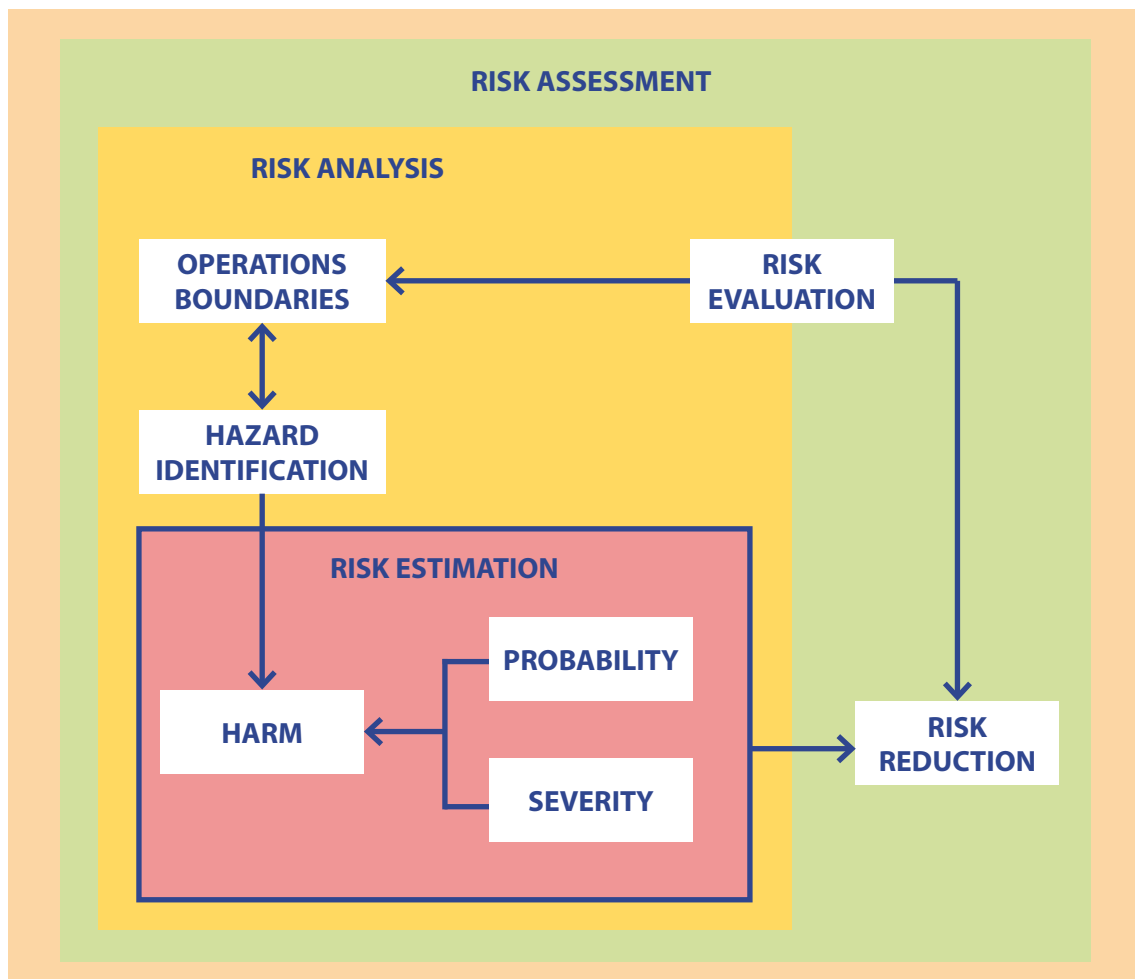 RISK ASSESSMENT
RISK ANALYSIS
OPERATIONS
BOUNDARIES
RISK
EVALUATION
HAZARD
IDENTIFICATION
RISK ESTIMATION
PROBABILITY
HARM
SEVERITY
RISK
REDUCTION